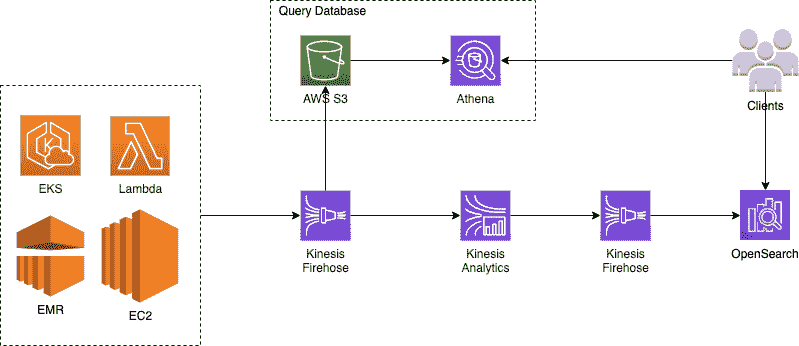 Query Database
AWS S3
Athena
Clients
EKS
Lambda
EMR
EC2
Kinesis
Firehose
Kinesis
Analytics
Kinesis
Firehose
OpenSearch